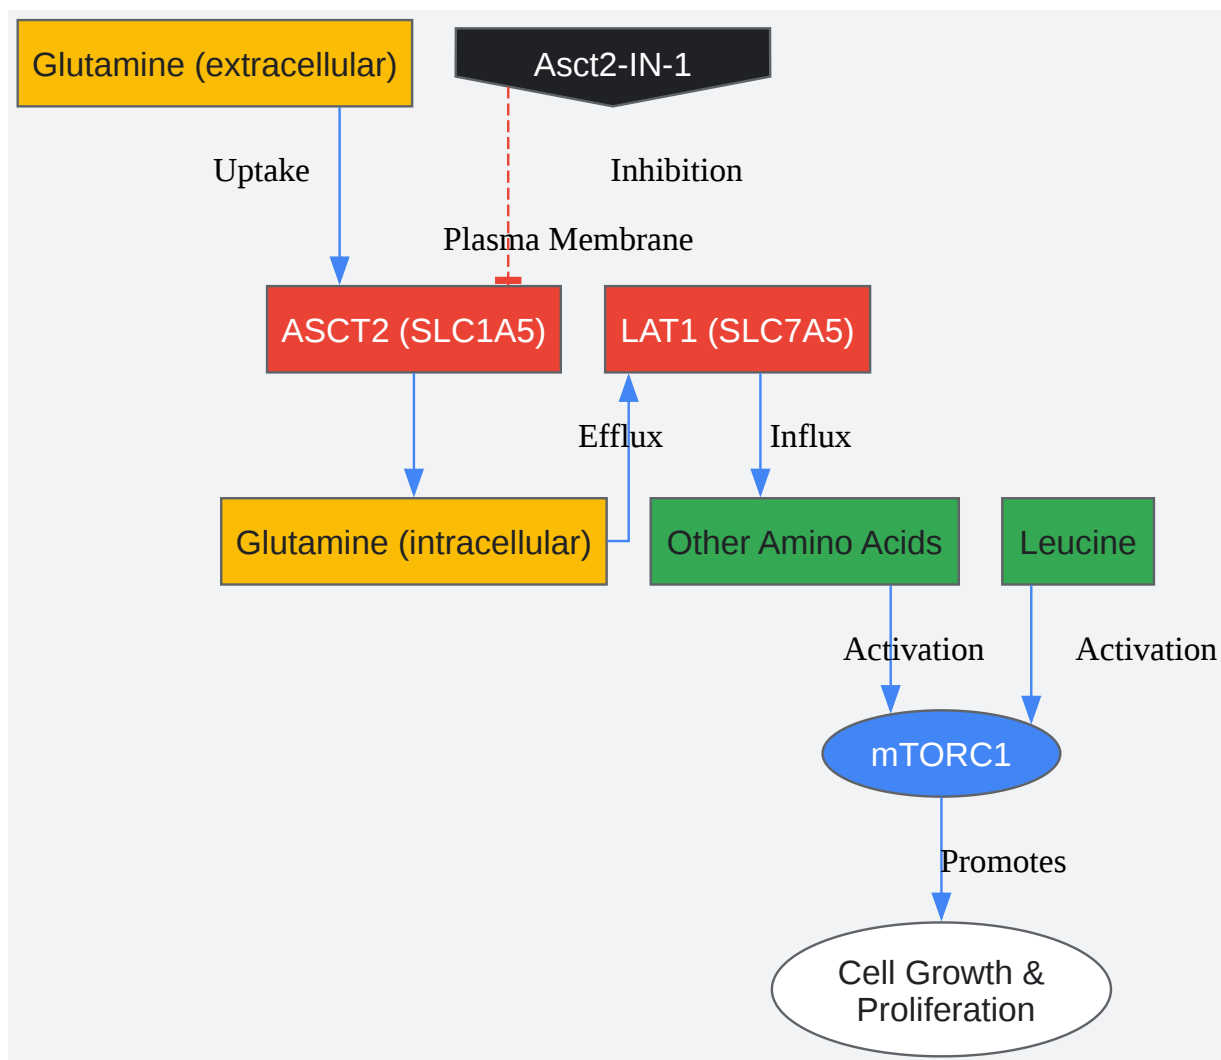 Glutamine (extracellular)
Asct2-IN-1
Uptake
Inhibition
Plasma Membrane
ASCT2 (SLC1A5)
LAT1 (SLC7A5)
Efflux
Influx
Glutamine (intracellular)
Other Amino Acids
Leucine
Activation
Activation
mTORC1
Promotes
Cell Growth &
Proliferation